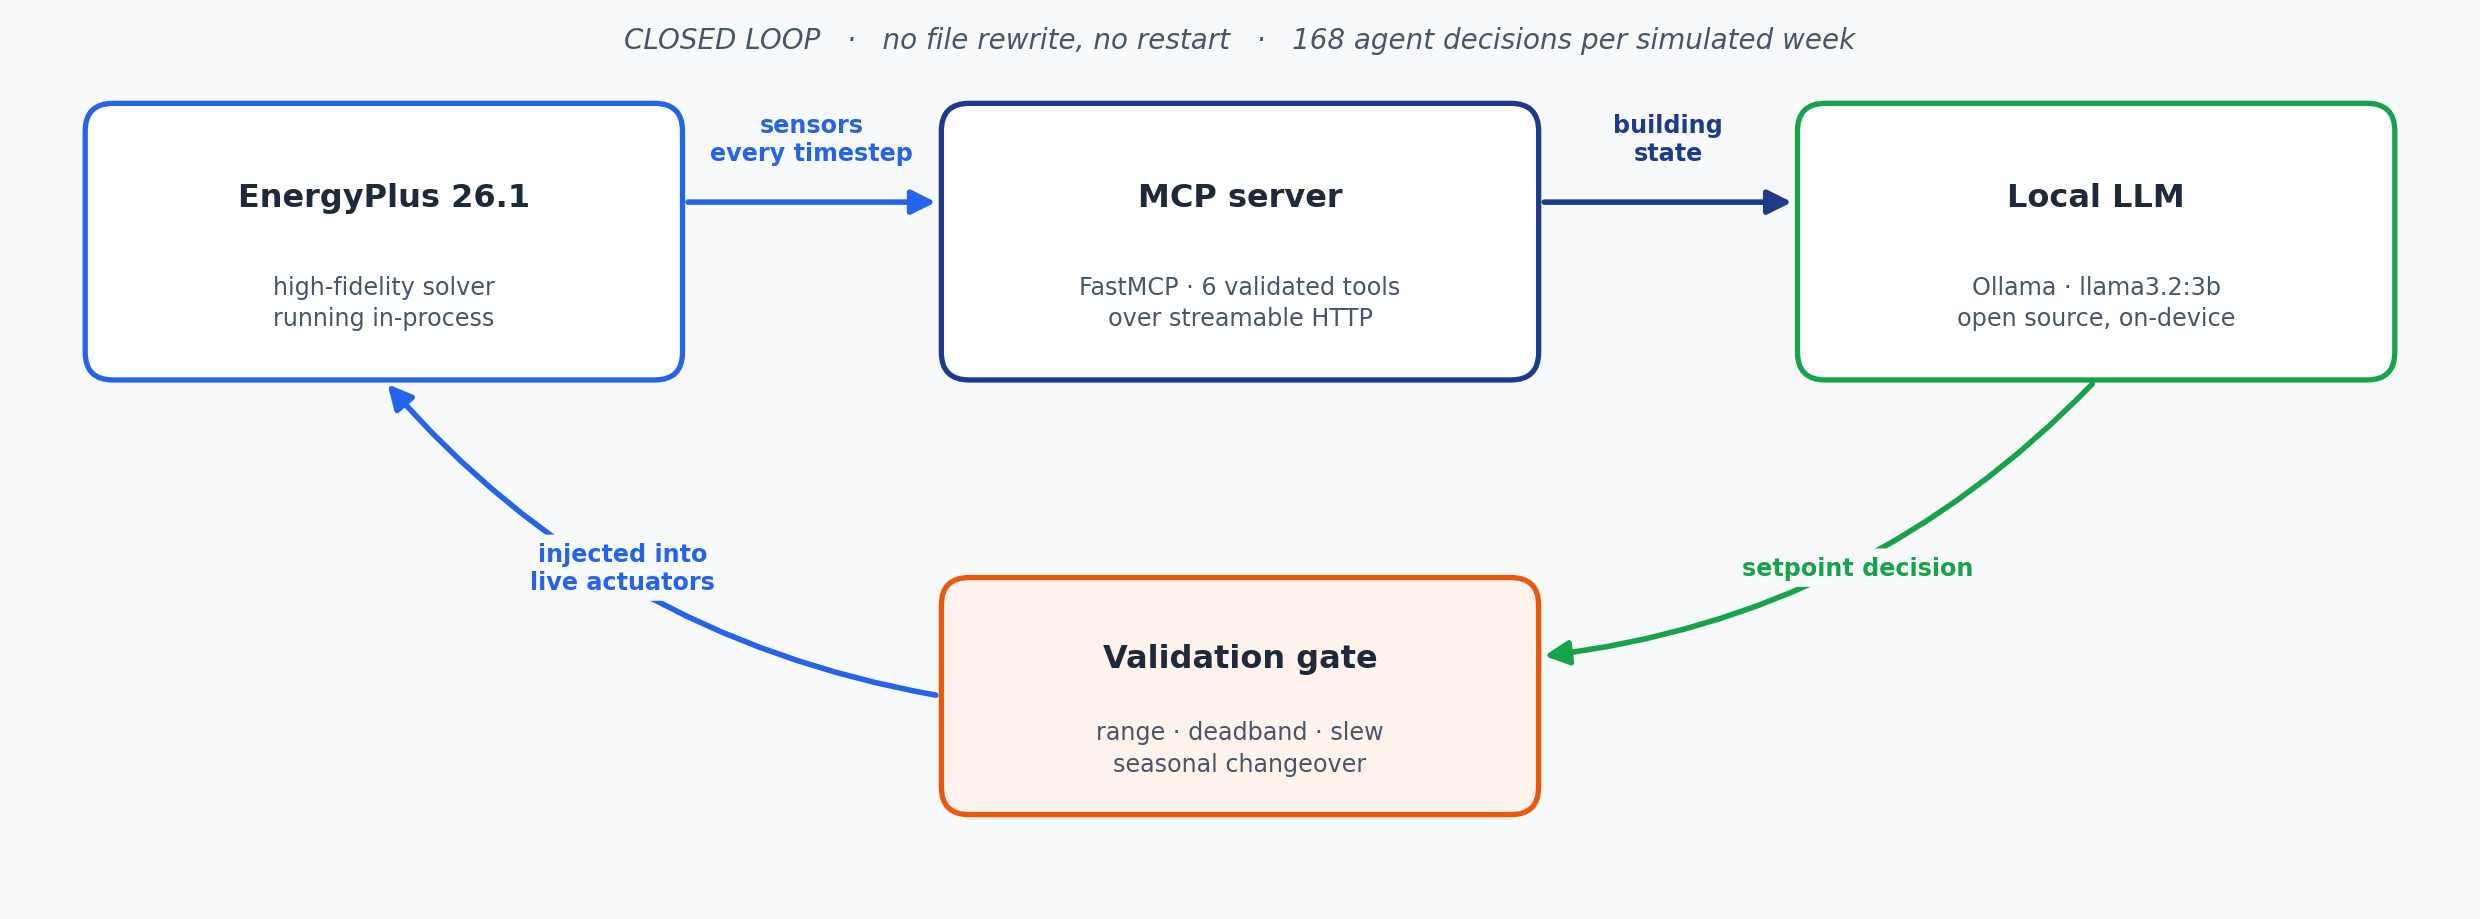 CLOSED LOOP · no file rewrite, no restart · 168 agent decisions per simulated week
sensors
every timestep
building
state
EnergyPlus 26.1
MCP server
Local LLM
high-fidelity solver
running in-process
FastMCP · 6 validated tools
over streamable HTTP
Ollama · llama3.2:3b
open source, on-device
injected into
live actuators
setpoint decision
Validation gate
range · deadband · slew
seasonal changeover